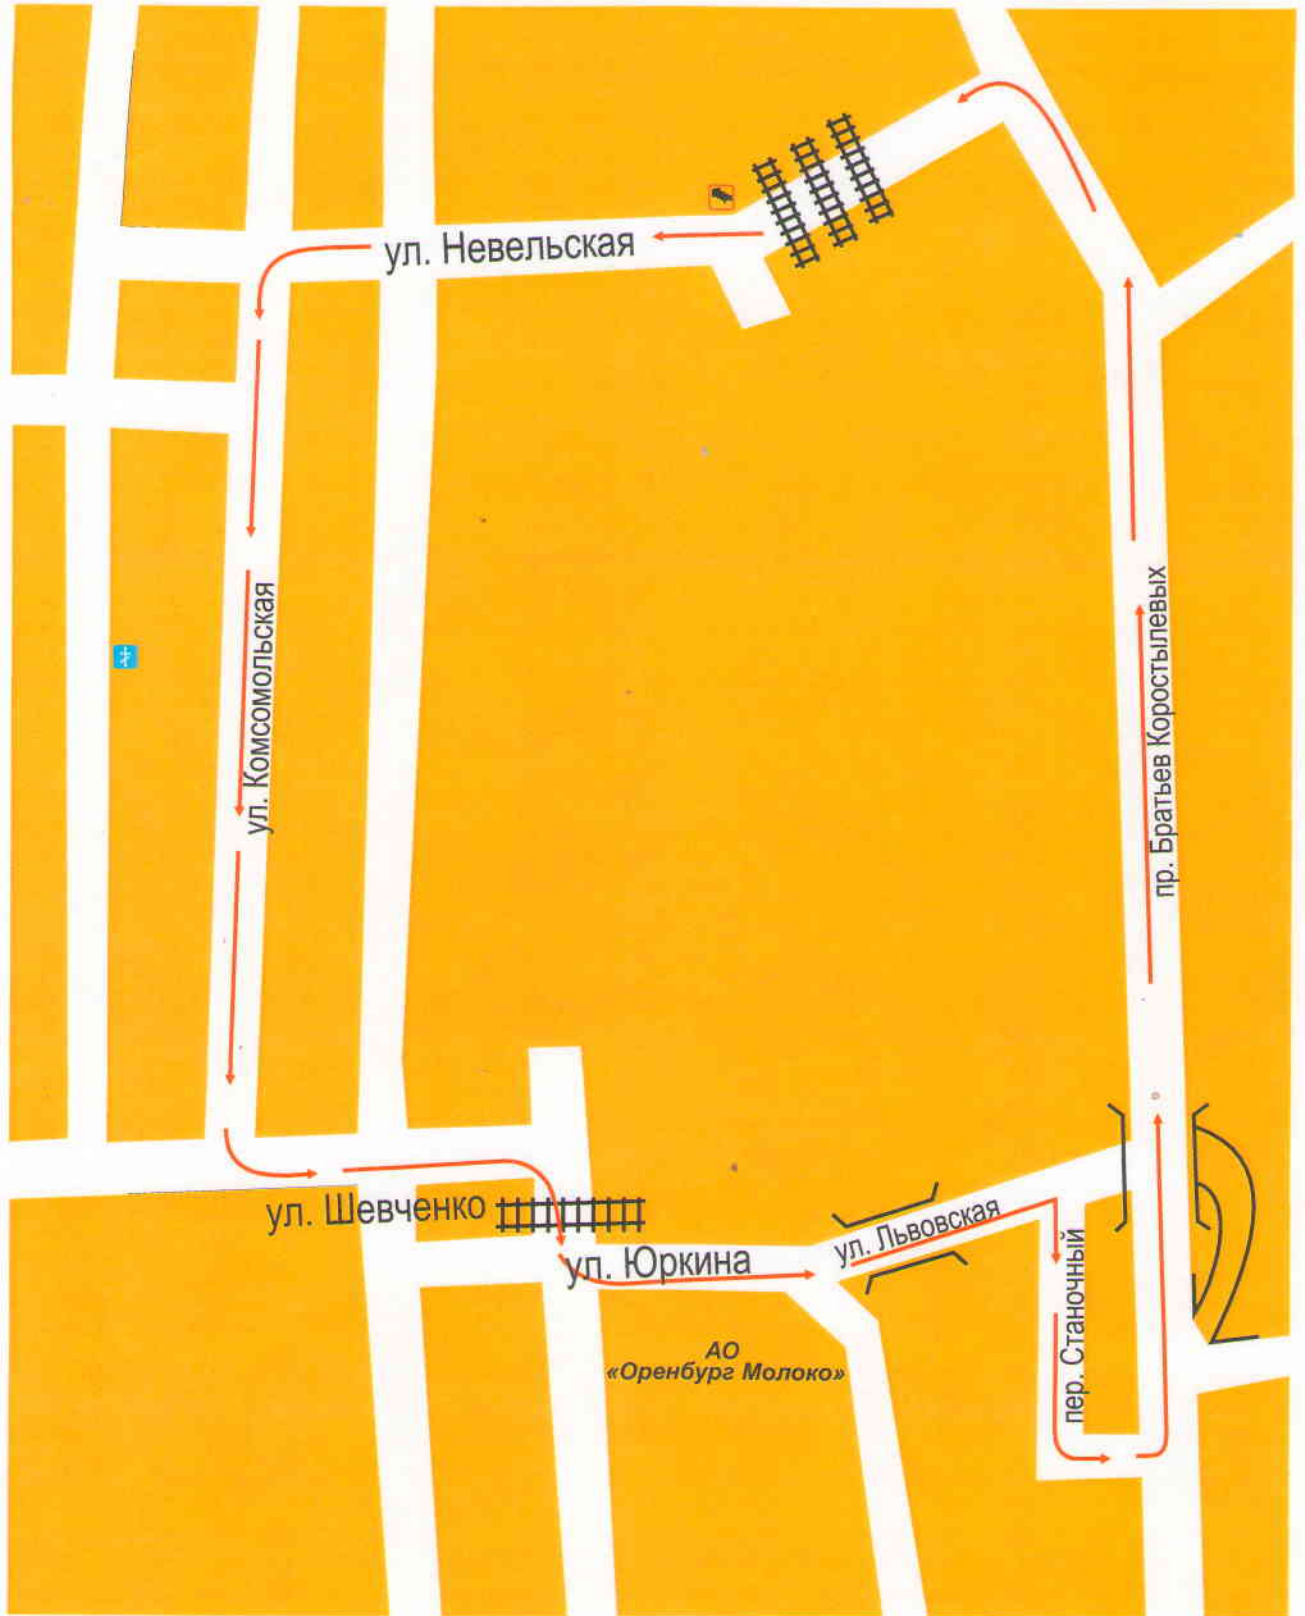 ул. Невельская
ул. Комсомольская
пр. Братьев Коростылевых
ул. Шевченко
ул. Львовская
ул. Юркина
пер. Станочный
АО
«Оренбург Молоко»